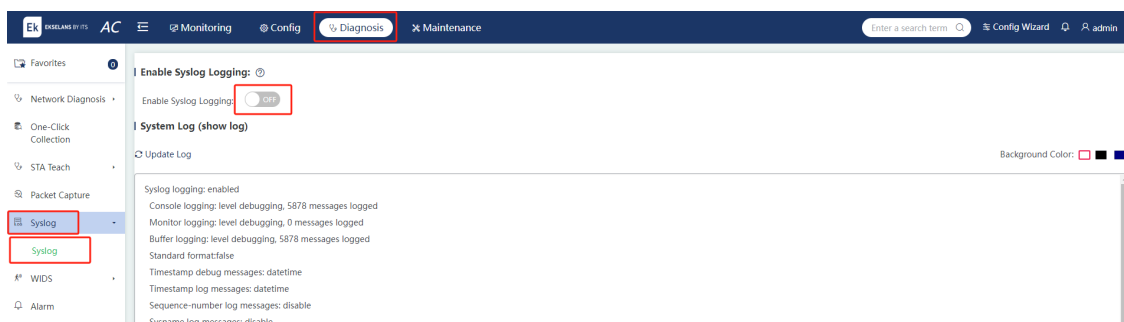 Ek EKSELANS BY ITS AC Monitoring Config Diagnosis Maintenance Enter a search term Config Wizard admin
Favorites 0
Network Diagnosis
One-Click
Collection
STA Teach
Packet Capture
Syslog
Syslog
WIDS
Alarm
Enable Syslog Logging:
Enable Syslog Logging: OFF
System Log (show log)
Update Log Background Color:
Syslog logging: enabled
Console logging: level debugging, 5878 messages logged
Monitor logging: level debugging, 0 messages logged
Buffer logging: level debugging, 5878 messages logged
Standard format:false
Timestamp debug messages: datetime
Timestamp log messages: datetime
Sequence-number log messages: disable
Sysname log messages: disable